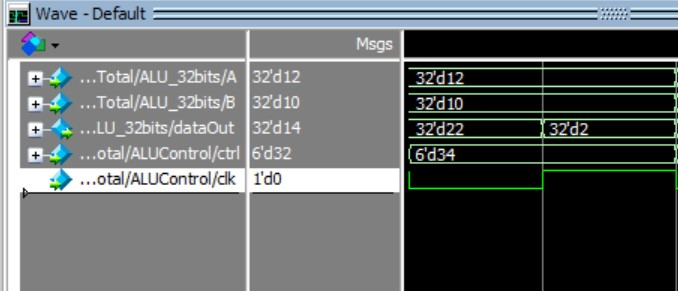 Wave - Default
Msgs
...Total/ALU_32bits/A 32'd12 32'd12
...Total/ALU_32bits/B 32'd10 32'd10
...LU_32bits/dataOut 32'd14 32'd22 32'd2
...otal/ALUControl/ctrl 6'd32 6'd34
...otal/ALUControl/clk 1'd0